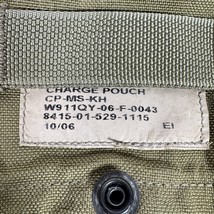 CHARGE POUCH
CP-MS-KH
W911QY-06-F-0043
8415-01-529-1115
10/06 EI